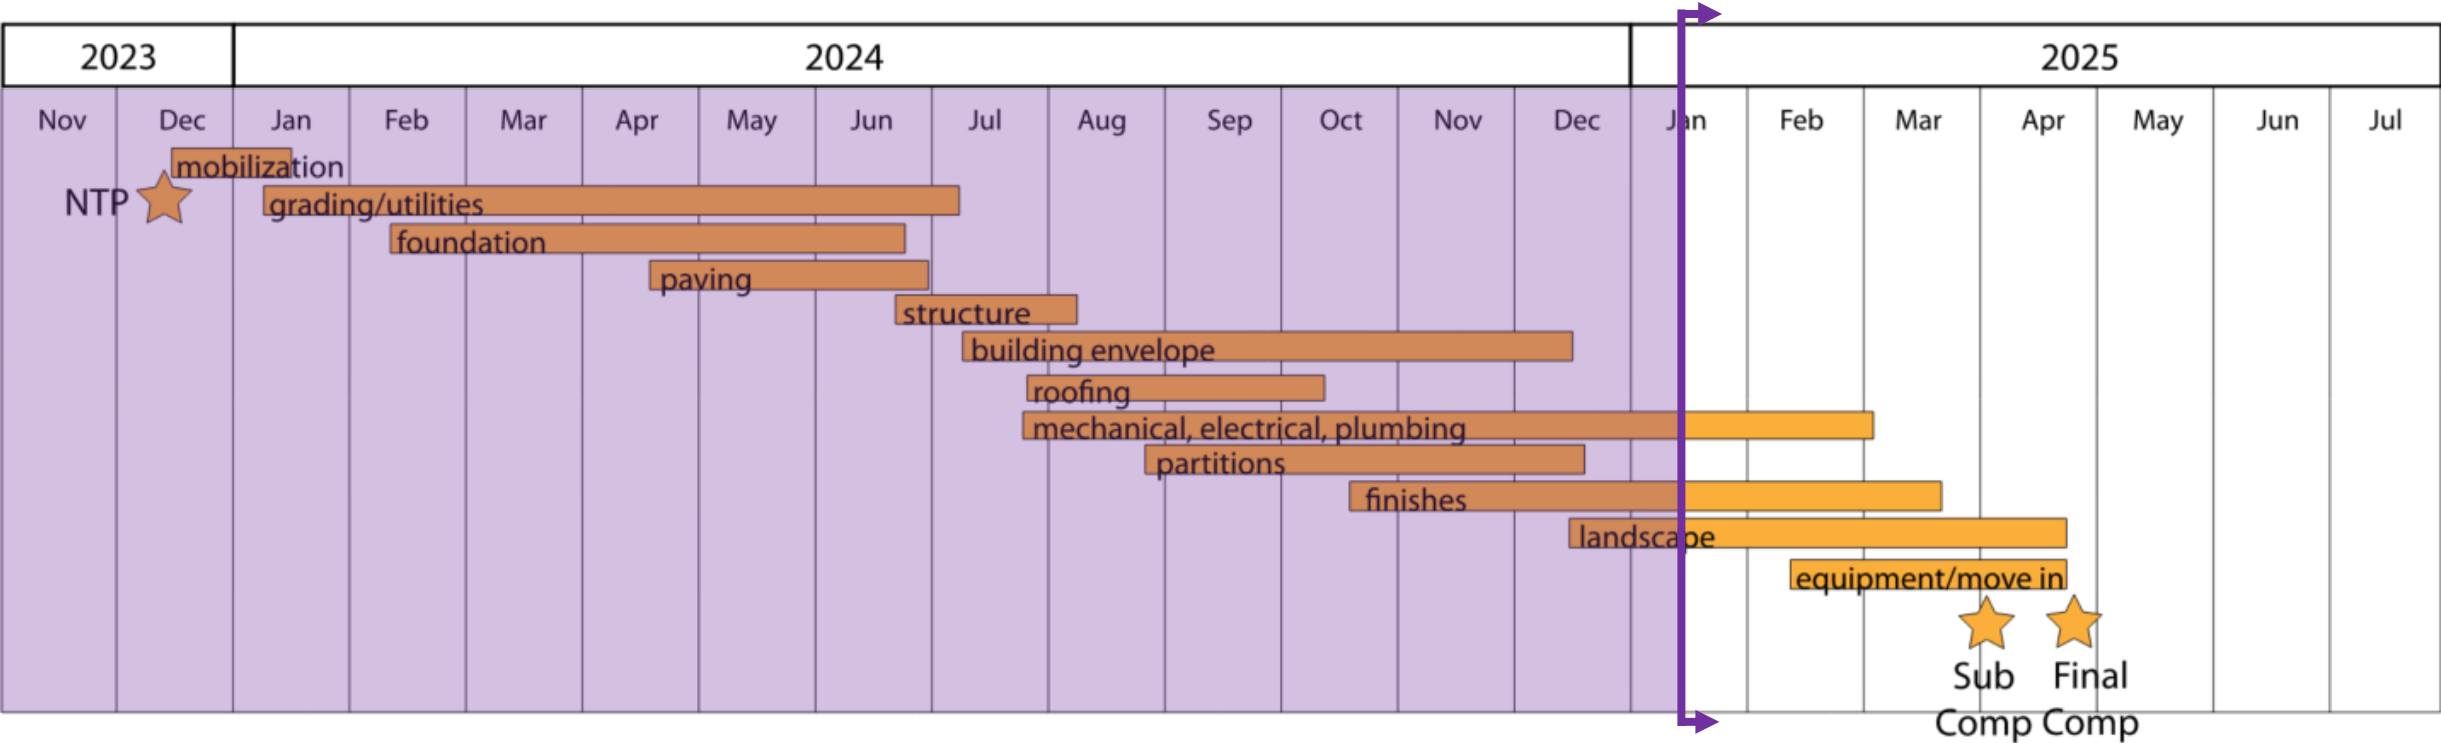 2023 2024 2025
Nov Dec Jan Feb Mar Apr May Jun Jul Aug Sep Oct Nov Dec Jan Feb Mar Apr May Jun Jul
mobilization
NTP
grading/utilities
foundation
paving
structure
building envelope
roofing
mechanical, electrical, plumbing
partitions
finishes
landscape
equipment/move in
Sub Final
Comp Comp